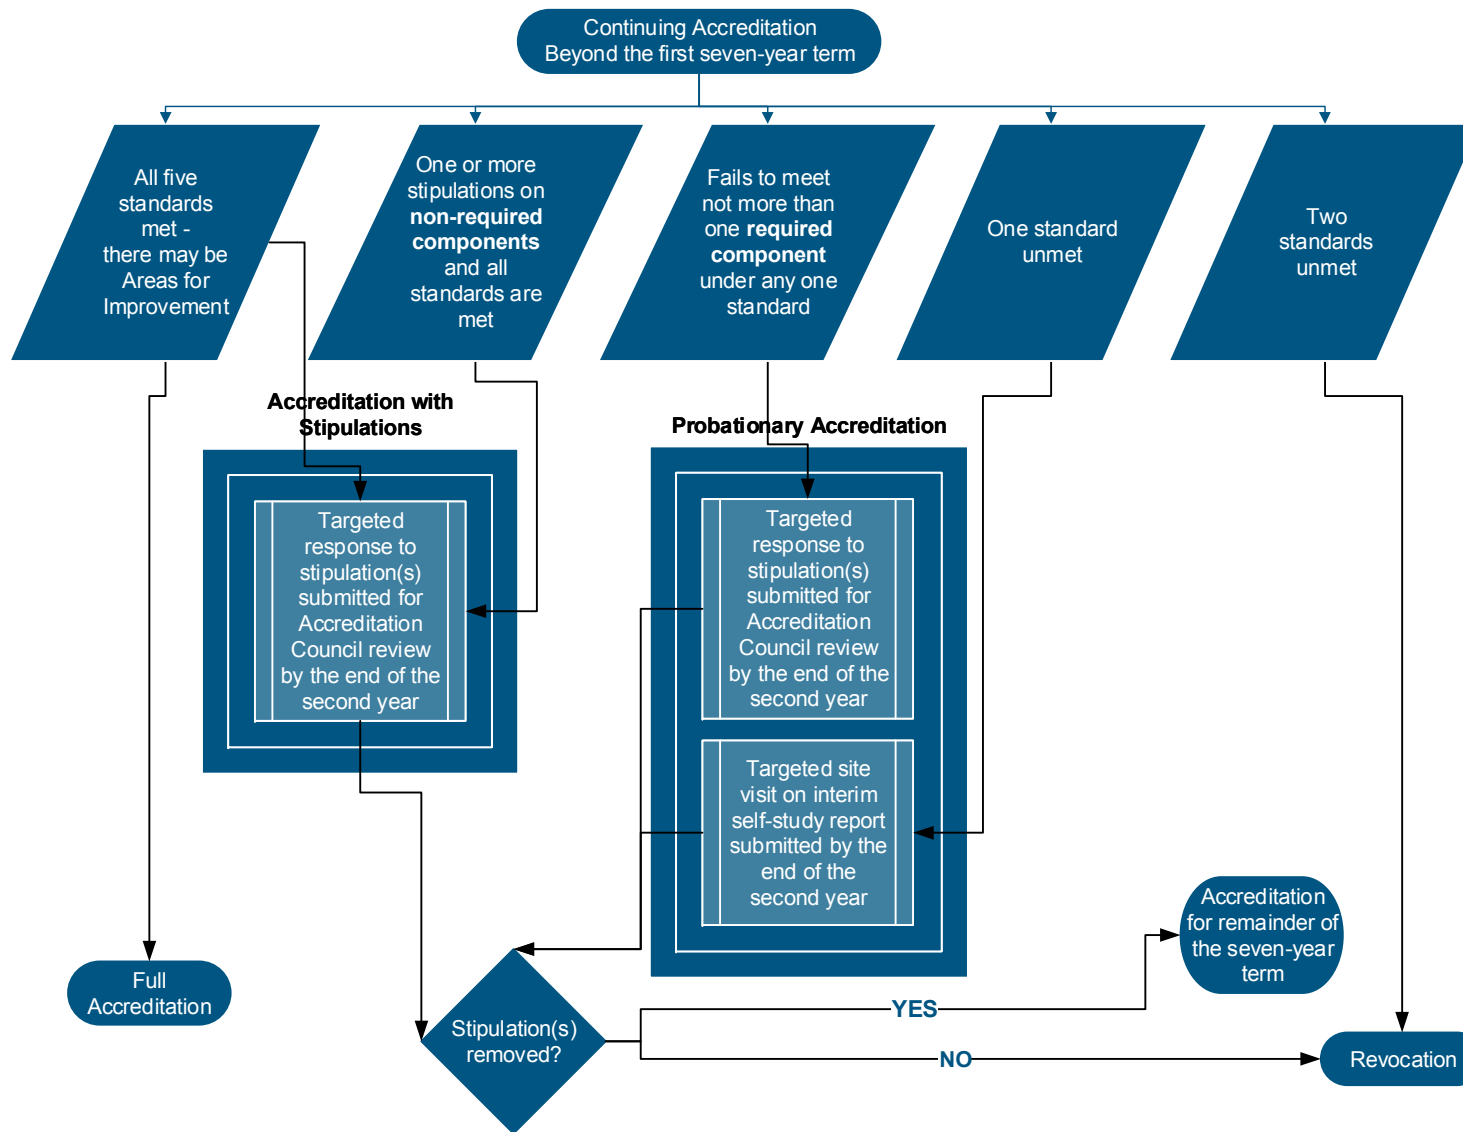 Continuing Accreditation
Beyond the first seven-year term
All five
standards
met -
there may be
Areas for
Improvement
One or more
stipulations on
non-required
components
and all
standards are
met
Fails to meet
not more than
one required
component
under any one
standard
One standard
unmet
Two
standards
unmet
Accreditation with
Stipulations
Probationary Accreditation
Targeted
response to
stipulation(s)
submitted for
Accreditation
Council review
by the end of the
second year
Targeted
response to
stipulation(s)
submitted for
Accreditation
Council review
by the end of the
second year
Targeted site
visit on interim
self-study report
submitted by the
end of the
second year
Accreditation
for remainder of
the seven-year
term
Full
Accreditation
Stipulation(s)
removed?
YES
NO
Revocation